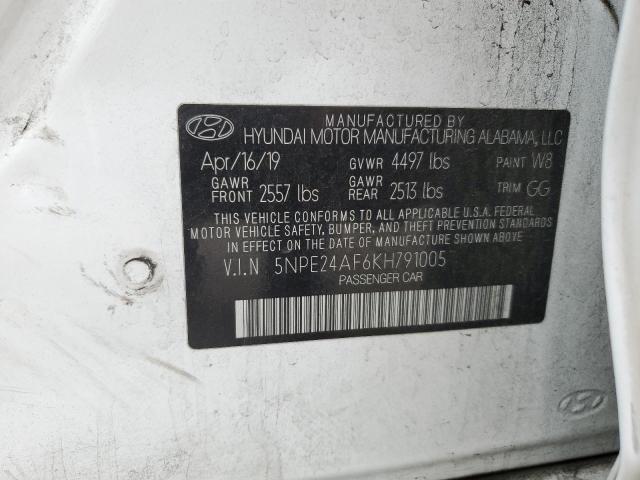 MANUFACTURED BY
HYUNDAI MOTOR MANUFACTURING ALABAMA, LLC
Apr/16/19 GVWR 4497 lbs PAINT W8
GAWR FRONT 2557 lbs GAWR REAR 2513 lbs TRIM GG
THIS VEHICLE CONFORMS TO ALL APPLICABLE U.S.A. FEDERAL
MOTOR VEHICLE SAFETY, BUMPER, AND THEFT PREVENTION
STANDARDS IN EFFECT ON THE DATE OF MANUFACTURE SHOWN ABOVE.
V.I.N 5NPE24AF6KH791005
PASSENGER CAR